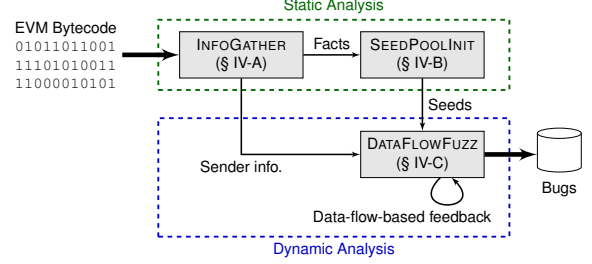 Static Analysis
EVM Bytecode
01011011001
11101010011
11000010101
INFOGATHER
(§ IV-A)
Facts
SEEDPOOLINIT
(§ IV-B)
Seeds
Sender info.
DATAFLOWFUZZ
(§ IV-C)
Bugs
Data-flow-based feedback
Dynamic Analysis